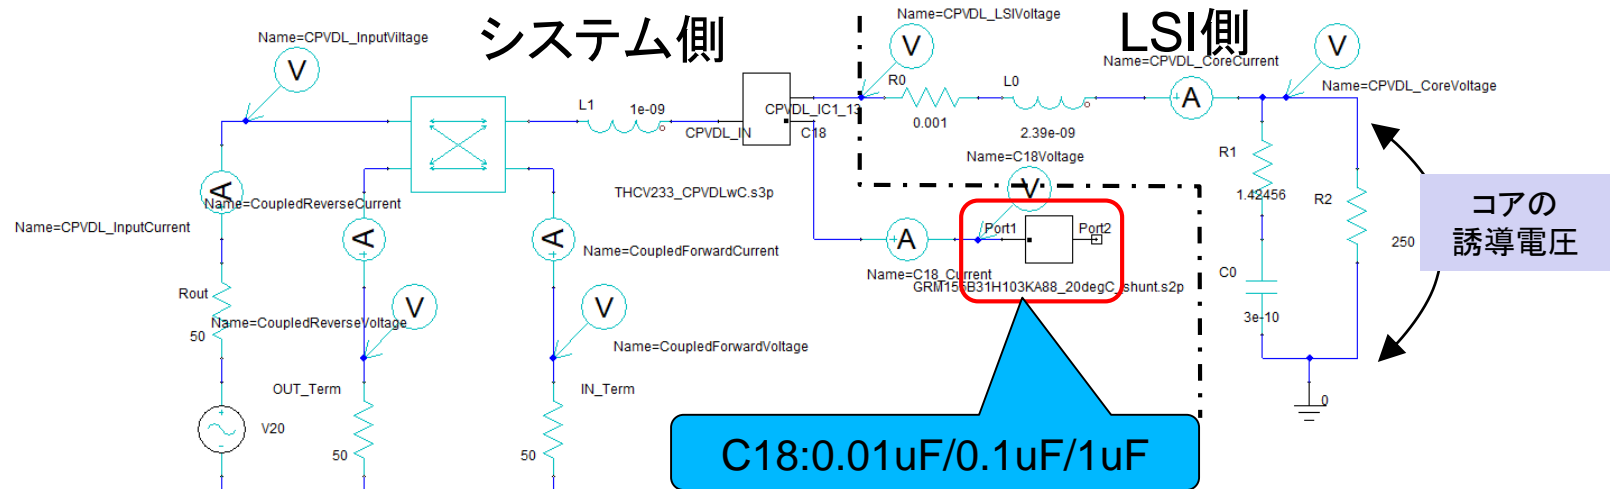 システム側
LSI側
Name=CPVDL_InputViltage
V
Name=CPVDL_LSIVoltage
V
Name=CPVDL_CoreCurrent
V
Name=CPVDL_CoreVoltage
L1
1e-09
CPVDL_IN
CPVDL_IC1_13
C18
R0
0.001
L0
2.39e-09
A
THCV233_CPVDLwC.s3p
Name=C18Voltage
V
R1
1.42456
R2
250
コアの
誘導電圧
A
Name=CPVDL_InputCurrent
Name=CoupledReverseCurrent
A
A
Name=CoupledForwardCurrent
A
Name=C18_Current
Port1
Port2
GRM155B31H103KA88_20degC_shunt.s2p
C0
3e-10
0
Rout
50
Name=CoupledReverseVoltage
V
V
Name=CoupledForwardVoltage
OUT_Term
50
IN_Term
50
V20
C18:0.01uF/0.1uF/1uF